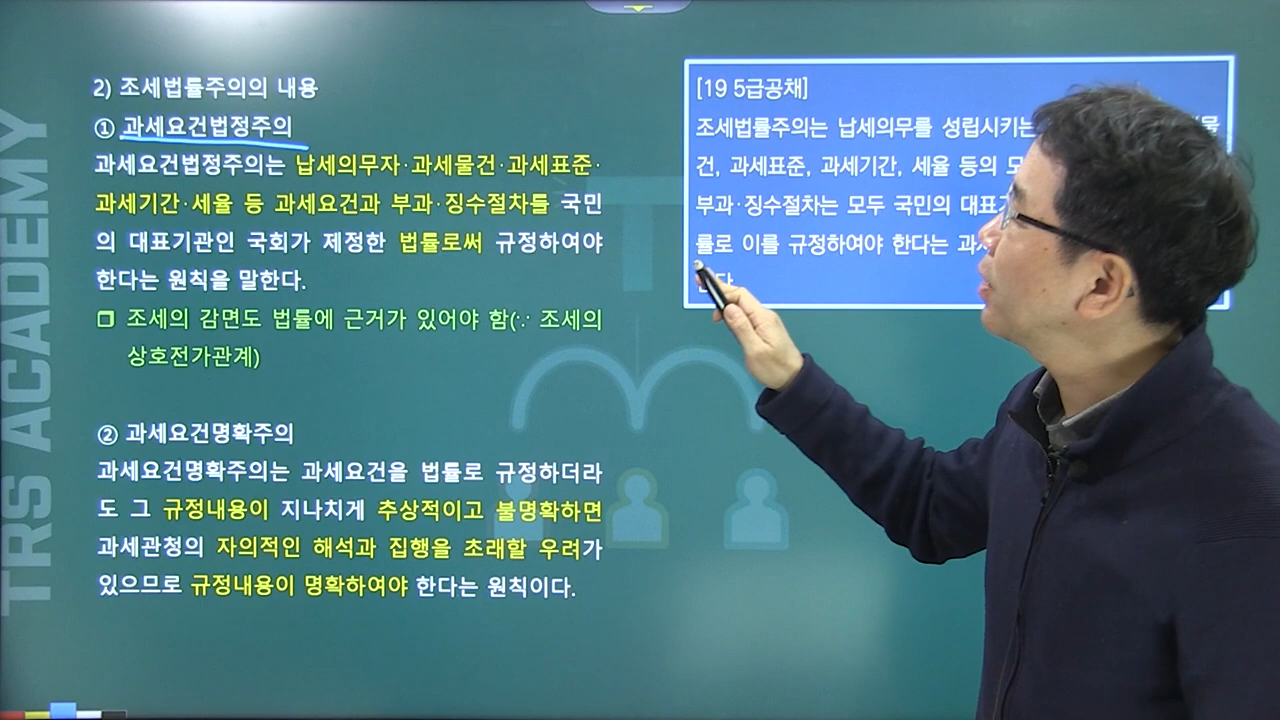 2) 조세법률주의의 내용
① 과세요건법정주의
과세요건법정주의는 납세의무자·과세물건·과세표준·
과세기간·세율 등 과세요건과 부과·징수절차를 국민
의 대표기관인 국회가 제정한 법률로써 규정하여야
한다는 원칙을 말한다.
❒ 조세의 감면도 법률에 근거가 있어야 함(∵ 조세의
상호전가관계)
② 과세요건명확주의
과세요건명확주의는 과세요건을 법률로 규정하더라
도 그 규정내용이 지나치게 추상적이고 불명확하면
과세관청의 자의적인 해석과 집행을 초래할 우려가
있으므로 규정내용이 명확하여야 한다는 원칙이다.
[19 5급공채]
조세법률주의는 납세의무를 성립시키는
건, 과세표준, 과세기간, 세율 등의
부과·징수절차는 모두 국민의
률로 이를 규정하여야 한다는
TRS ACADEMY